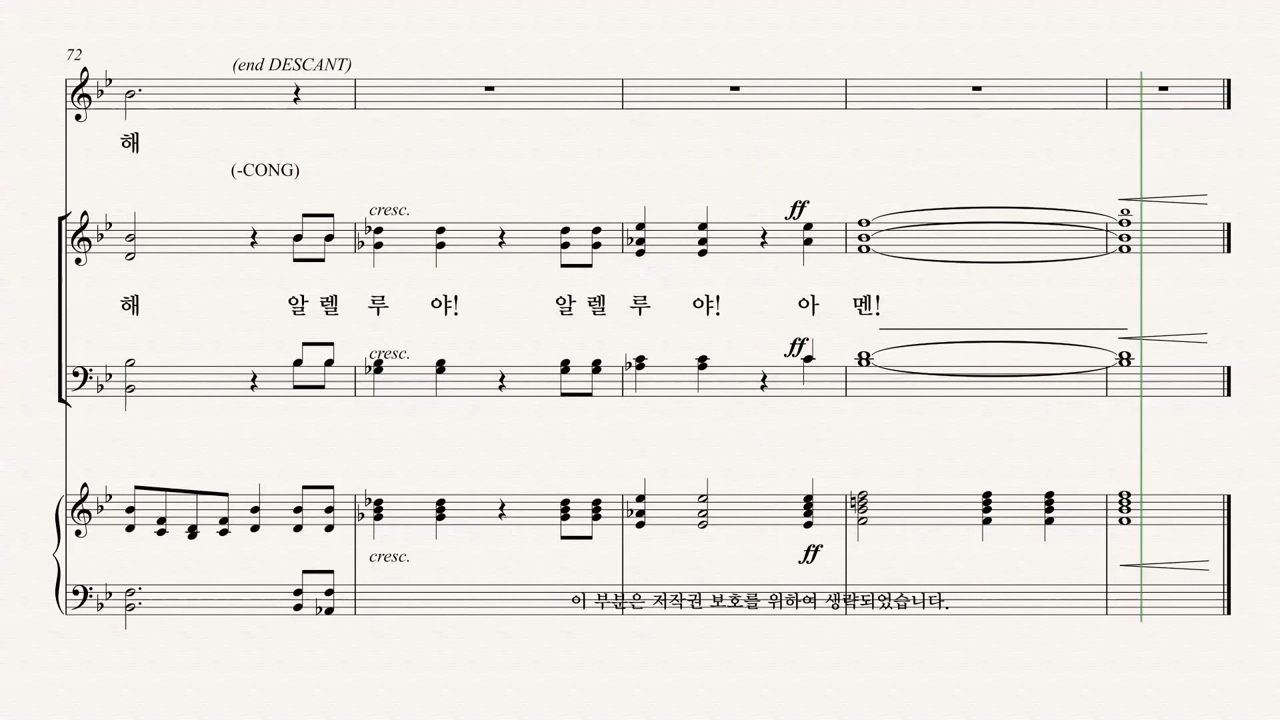 72
(end DESCANT)
해
(-CONG)
cresc. ff
해 알 렐 루 야! 알 렐 루 야! 아 멘!
cresc. ff
cresc. ff
이 부분은 저작권 보호를 위하여 생략되었습니다.